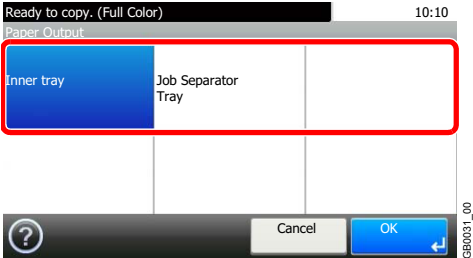 Ready to copy. (Full Color) 10:10
Paper Output
Inner tray
Job Separator
Tray
? Cancel OK
GB0031_00